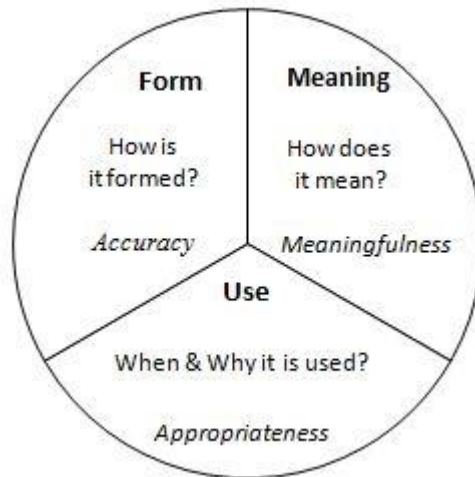 Form
How is
it formed?
Accuracy
Meaning
How does
it mean?
Meaningfulness
Use
When & Why it is used?
Appropriateness